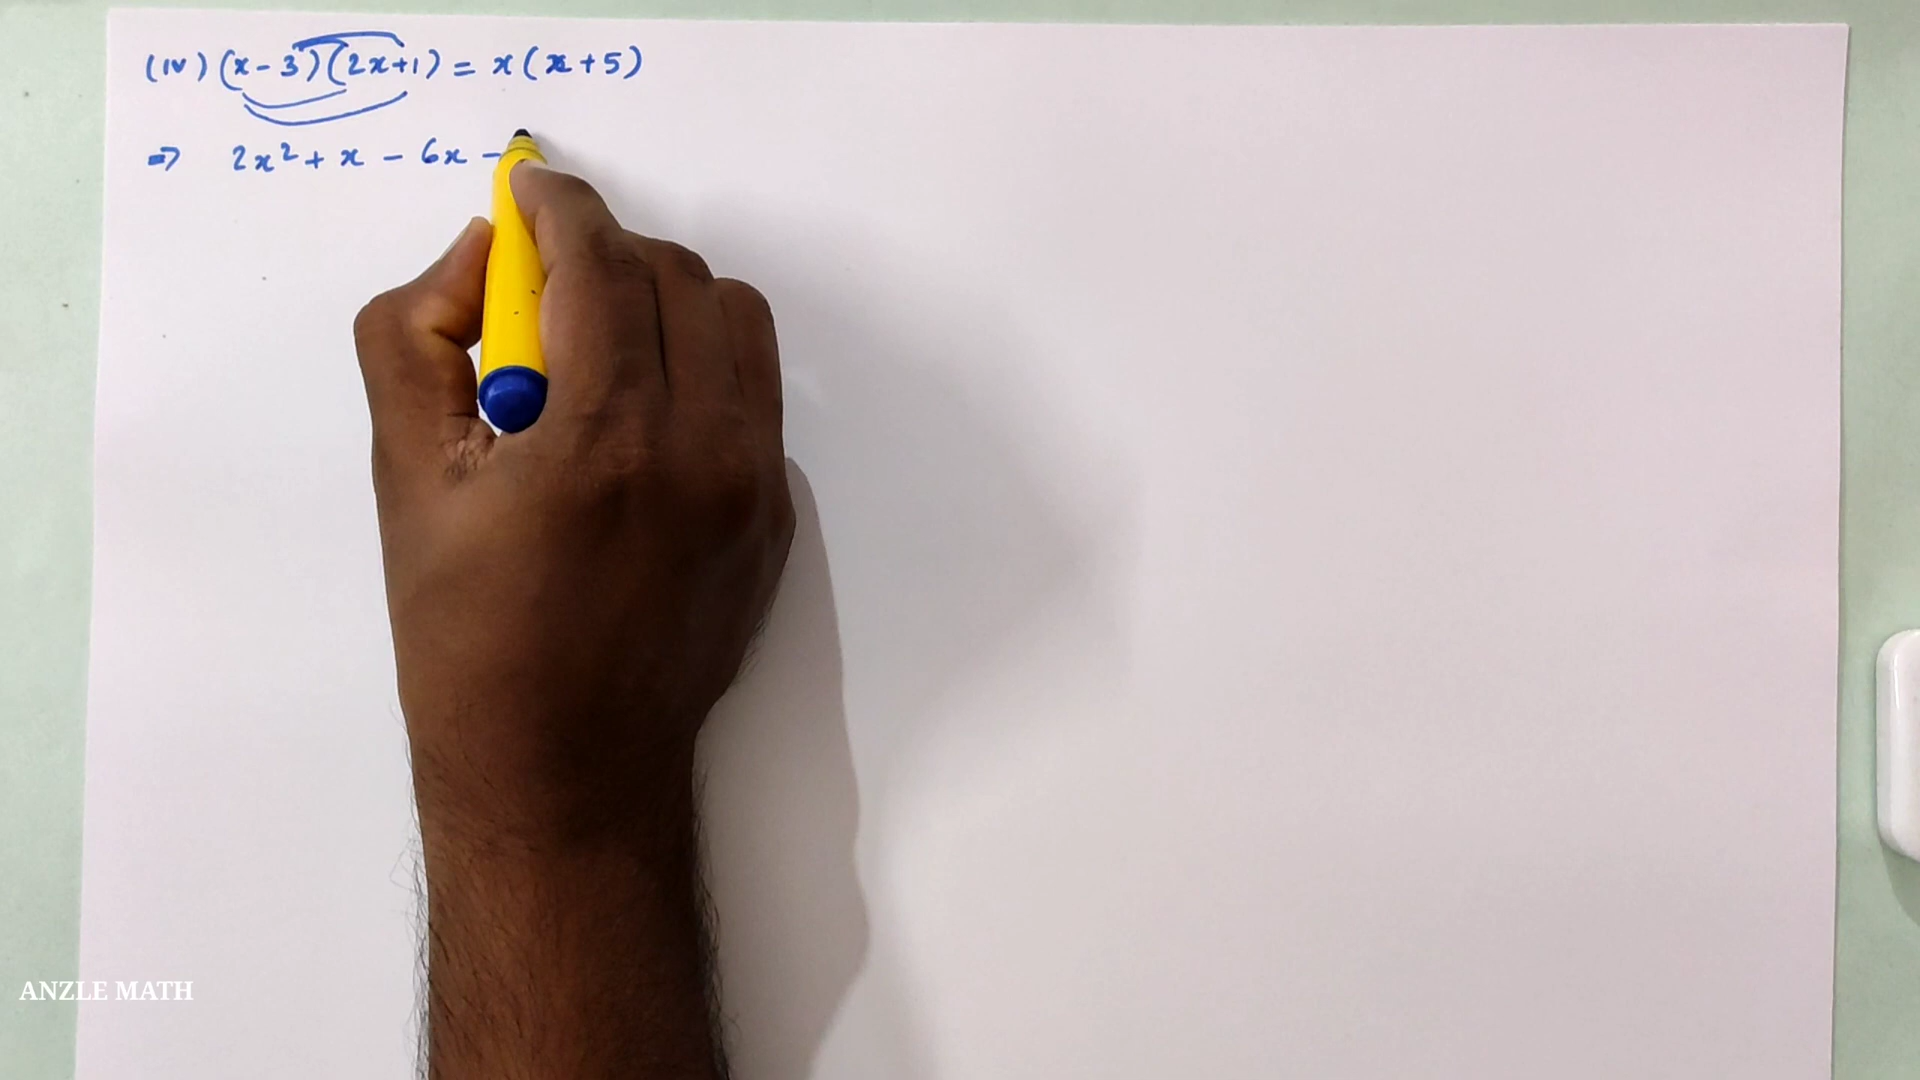 (iv) (x-3)(2x+1) = x(x+5)
⇒ 2x² + x - 6x -
ANZLE MATH